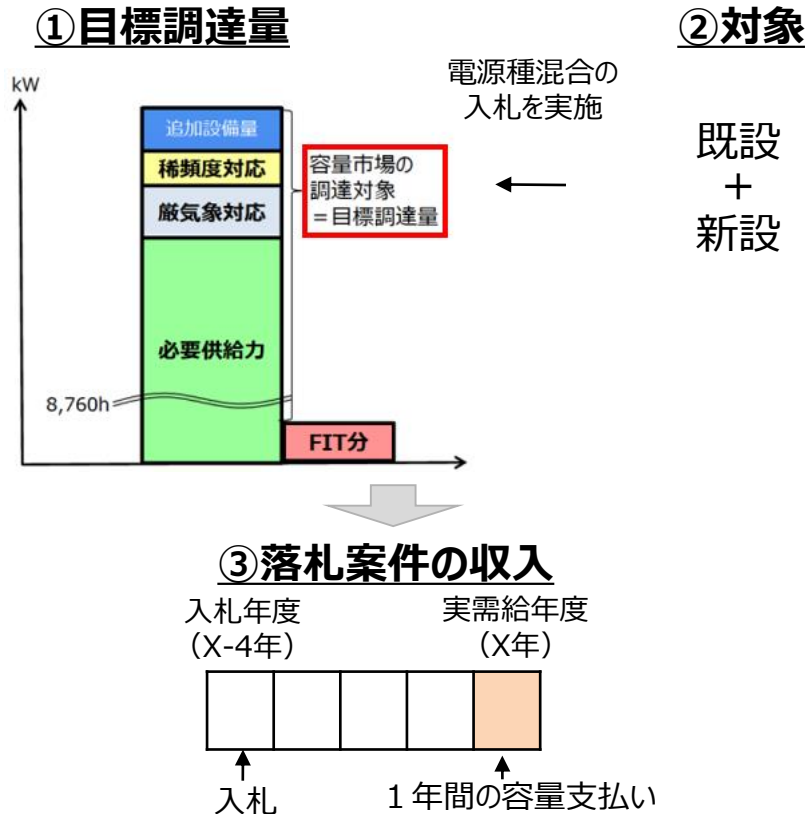 ①目標調達量
②対象
電源種混合の
入札を実施
kW
追加設備量
稀頻度対応
厳気象対応
必要供給力
8,760h
FIT分
容量市場の
調達対象
＝目標調達量
既設
＋
新設
③落札案件の収入
入札年度
（X-4年）
実需給年度
（X年）
入札
１年間の容量支払い